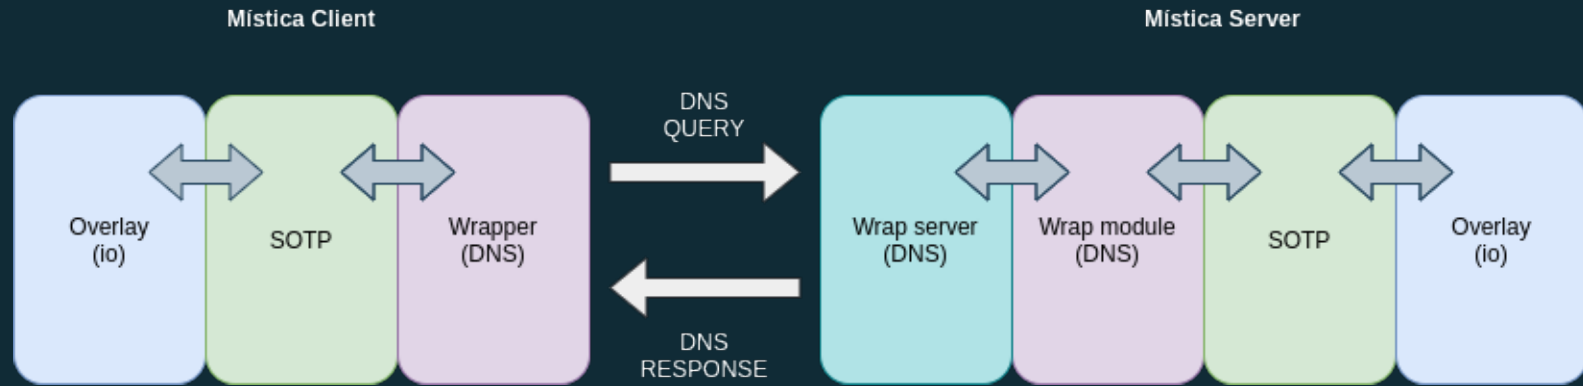 Mística Client
Mística Server
DNS
QUERY
Overlay
(io)
SOTP
Wrapper
(DNS)
Wrap server
(DNS)
Wrap module
(DNS)
SOTP
Overlay
(io)
DNS
RESPONSE